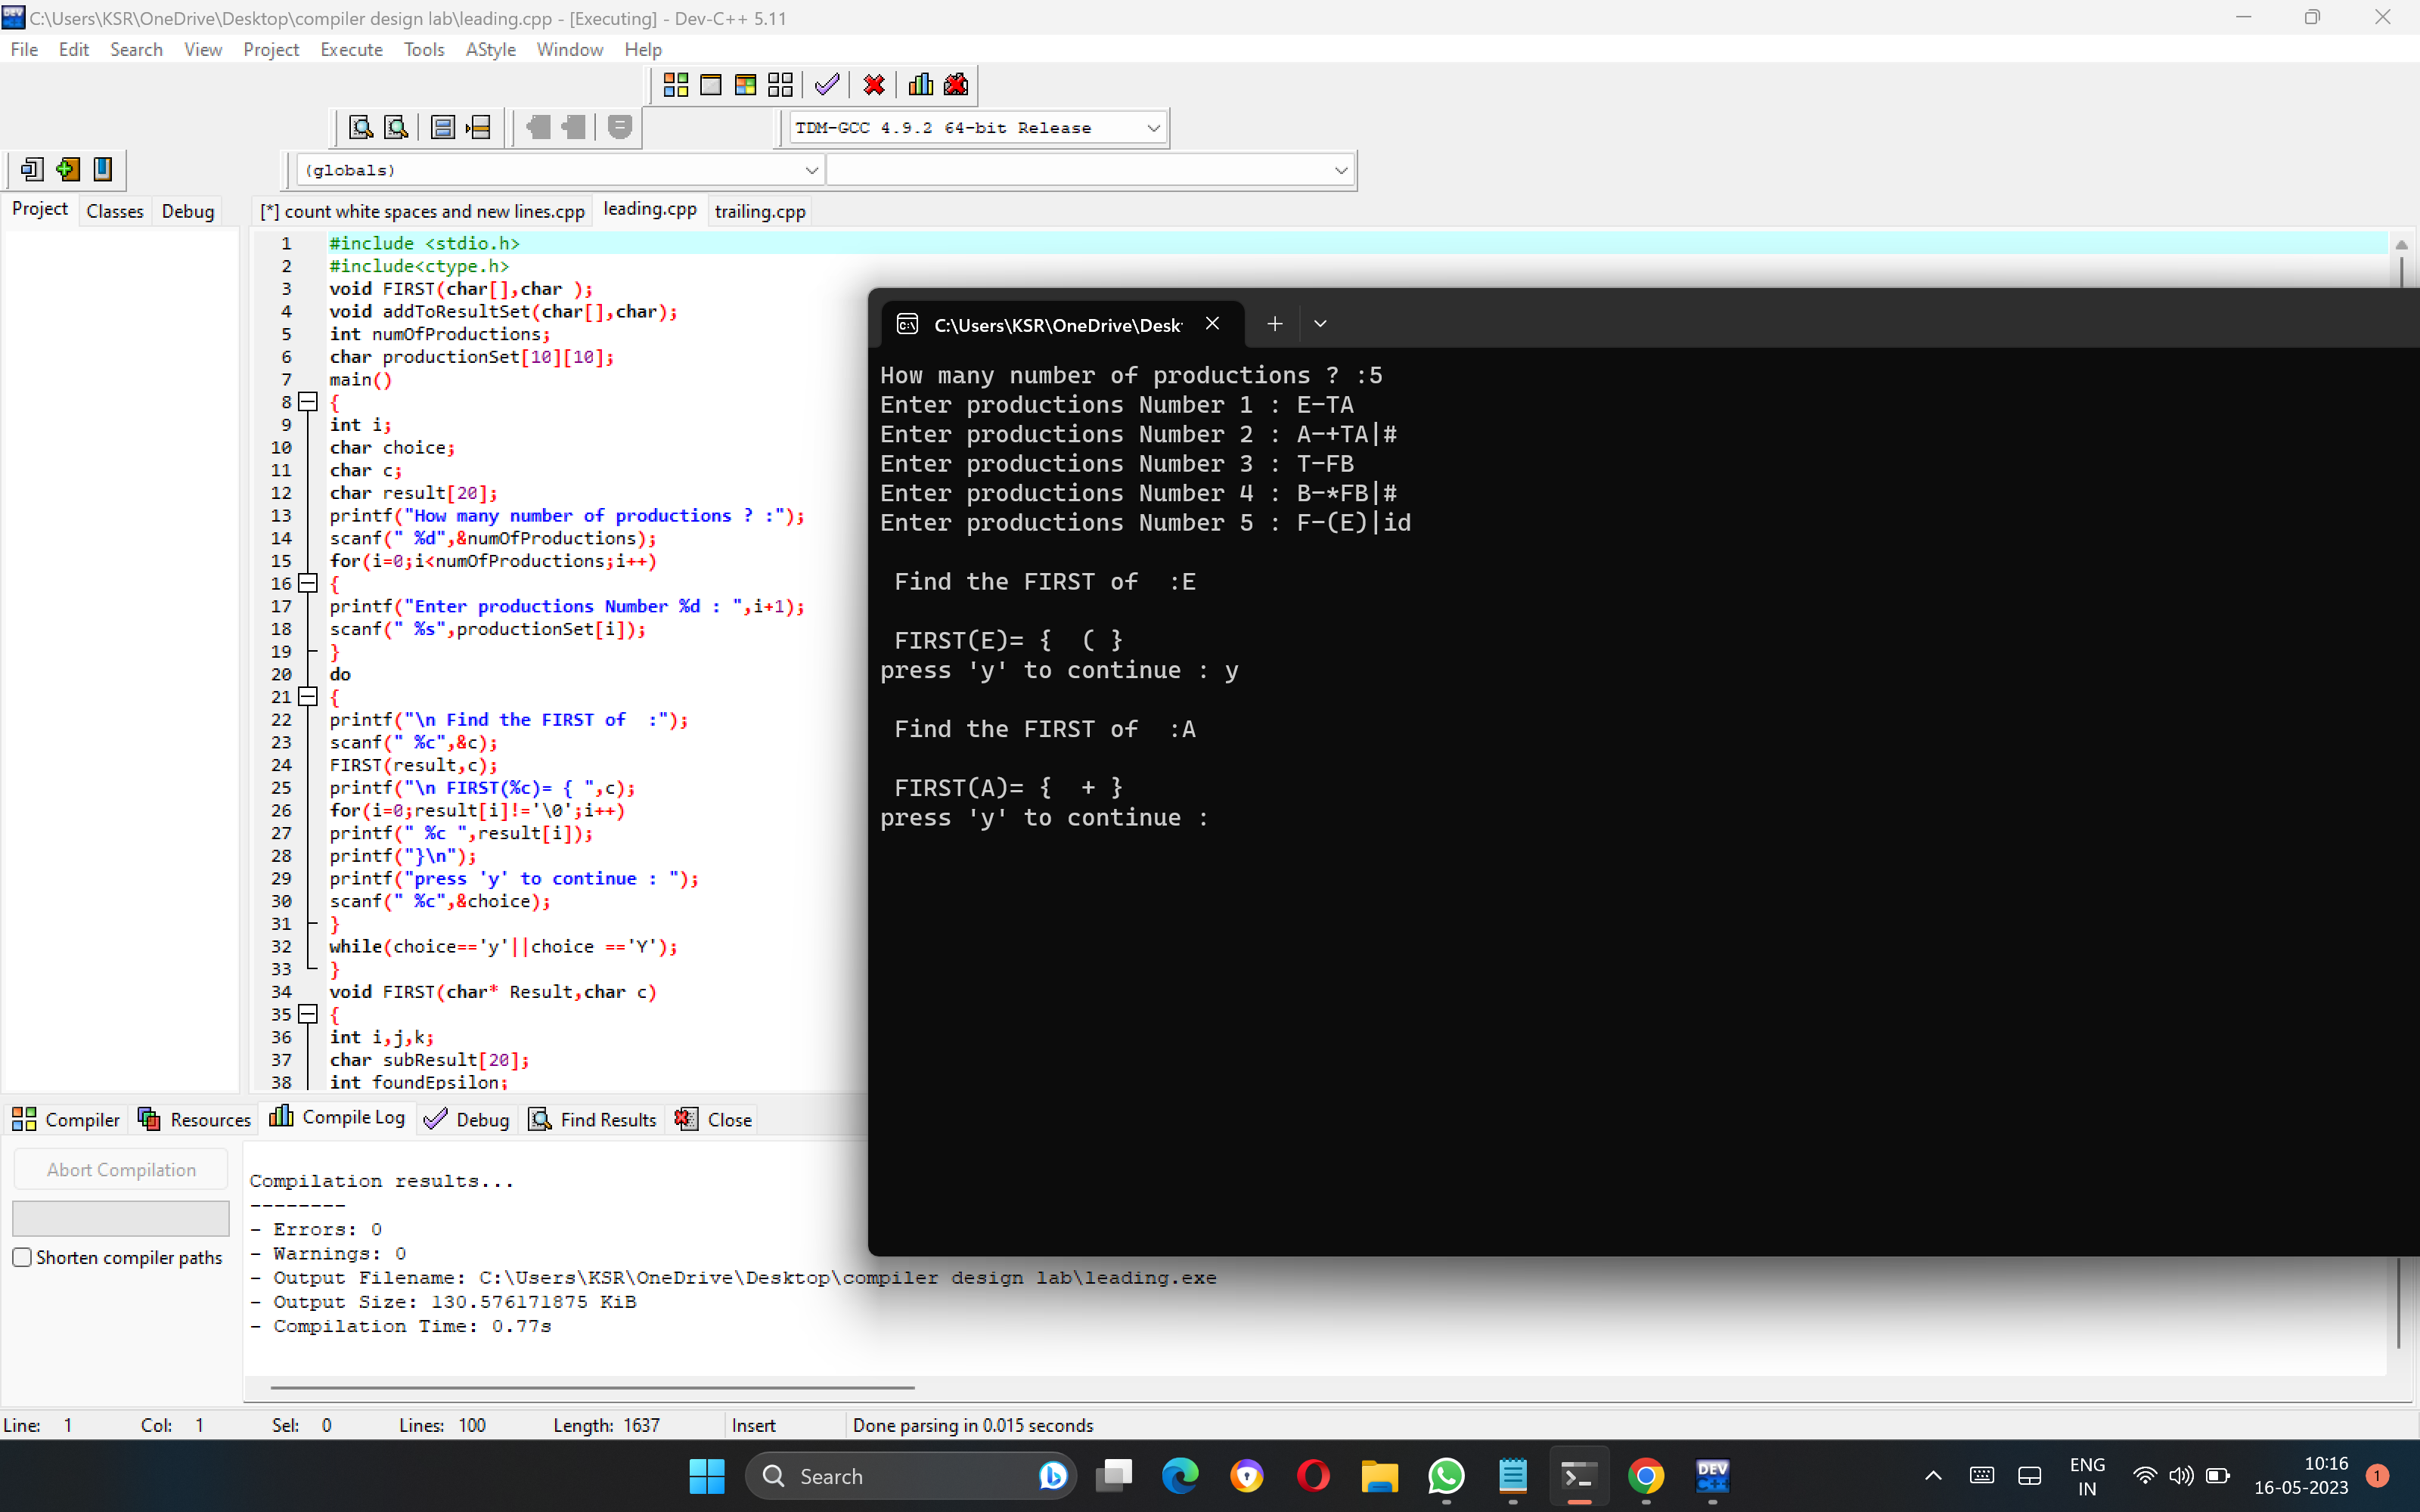 C:\Users\KSR\OneDrive\Desktop\compiler design lab\leading.cpp - [Executing] - Dev-C++ 5.11
File Edit Search View Project Execute Tools AStyle Window Help
TDM-GCC 4.9.2 64-bit Release
(globals)
Project Classes Debug
[*] count white spaces and new lines.cpp leading.cpp trailing.cpp
1 #include <stdio.h>
2 #include<ctype.h>
3 void FIRST(char[],char );
4 void addToResultSet(char[],char);
5 int numOfProductions;
6 char productionSet[10][10];
7 main()
8 {
9 int i;
10 char choice;
11 char c;
12 char result[20];
13 printf("How many number of productions ? :");
14 scanf(" %d",&numOfProductions);
15 for(i=0;i<numOfProductions;i++)
16 {
17 printf("Enter productions Number %d : ",i+1);
18 scanf(" %s",productionSet[i]);
19 }
20 do
21 {
22 printf("\n Find the FIRST of  :");
23 scanf(" %c",&c);
24 FIRST(result,c);
25 printf("\n FIRST(%c)= { ",c);
26 for(i=0;result[i]!='\0';i++)
27 printf(" %c ",result[i]);
28 printf("}\n");
29 printf("press 'y' to continue : ");
30 scanf(" %c",&choice);
31 }
32 while(choice=='y'||choice =='Y');
33 }
34 void FIRST(char* Result,char c)
35 {
36 int i,j,k;
37 char subResult[20];
38 int foundEpsilon;
C:\Users\KSR\OneDrive\Desk
How many number of productions ? :5
Enter productions Number 1 : E-TA
Enter productions Number 2 : A-+TA|#
Enter productions Number 3 : T-FB
Enter productions Number 4 : B-*FB|#
Enter productions Number 5 : F-(E)|id
Find the FIRST of  :E
FIRST(E)= {  ( }
press 'y' to continue : y
Find the FIRST of  :A
FIRST(A)= {  + }
press 'y' to continue :
Compiler Resources Compile Log Debug Find Results Close
Abort Compilation
Shorten compiler paths
Compilation results...
--------
- Errors: 0
- Warnings: 0
- Output Filename: C:\Users\KSR\OneDrive\Desktop\compiler design lab\leading.exe
- Output Size: 130.576171875 KiB
- Compilation Time: 0.77s
Line: 1 Col: 1 Sel: 0 Lines: 100 Length: 1637 Insert Done parsing in 0.015 seconds
Search
DEV C++
ENG
IN
10:16
16-05-2023
1